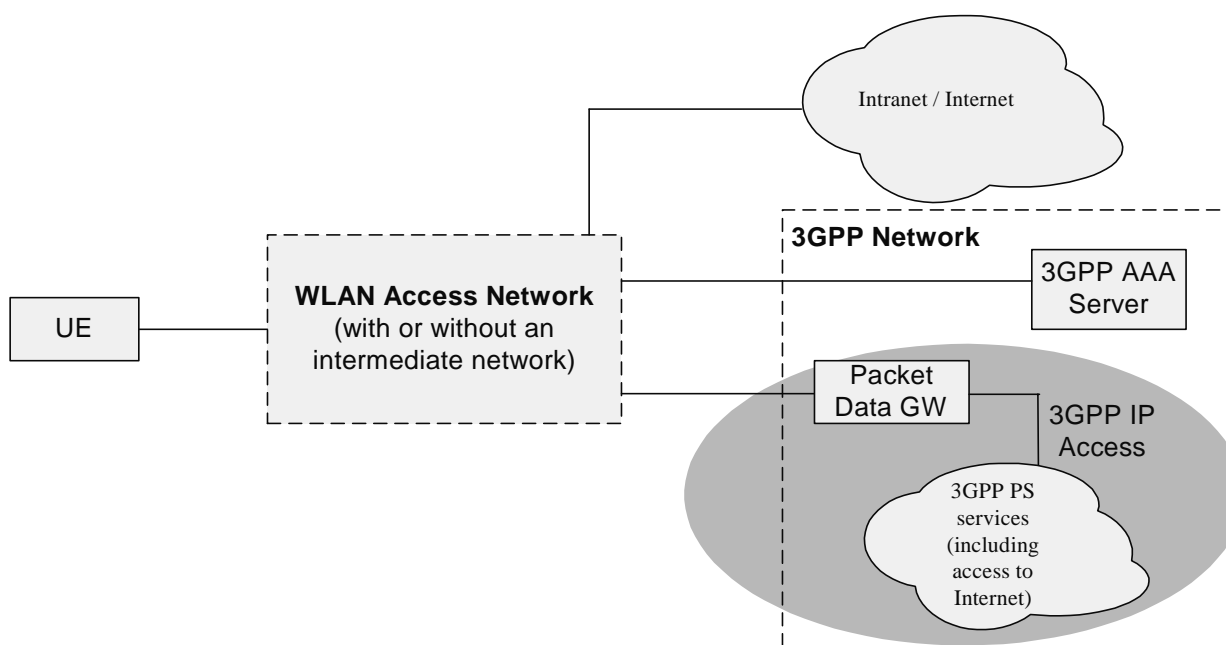 Intranet / Internet
3GPP Network
3GPP AAA
Server
WLAN Access Network
(with or without an
intermediate network)
UE
Packet
Data GW
3GPP IP
Access
3GPP PS
services
(including
access to
Internet)